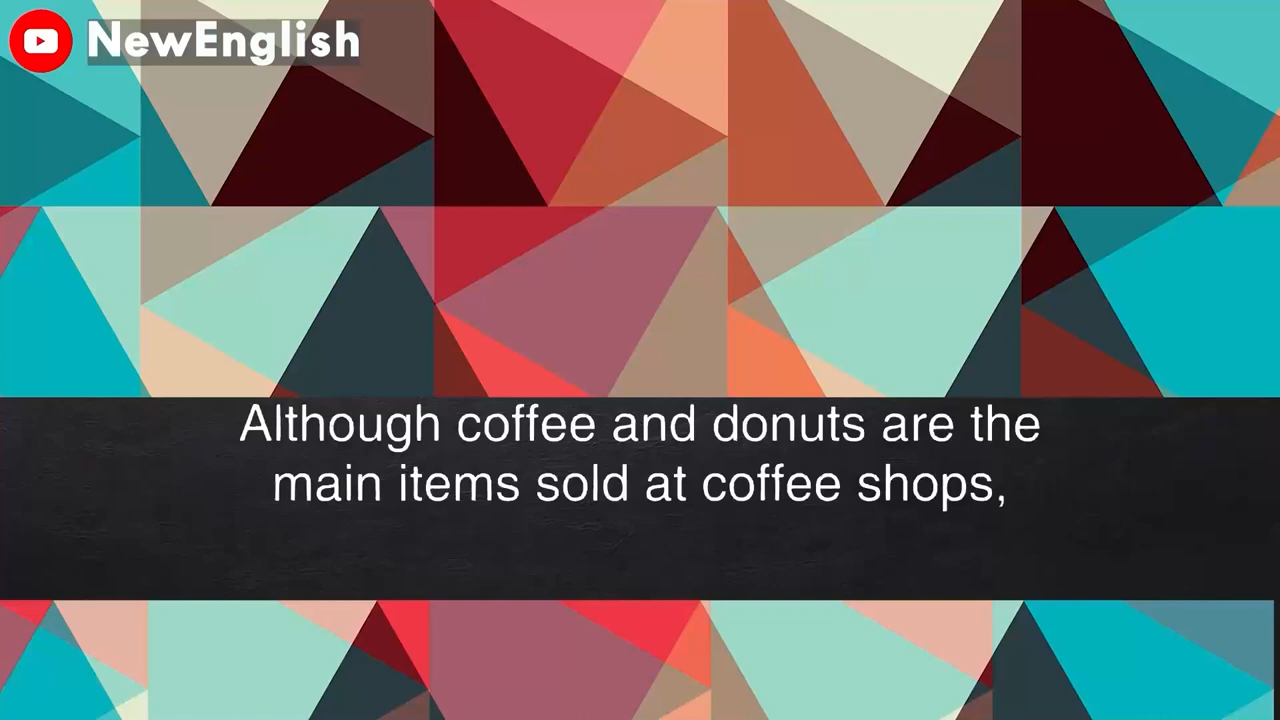 NewEnglish
Although coffee and donuts are the
main items sold at coffee shops,